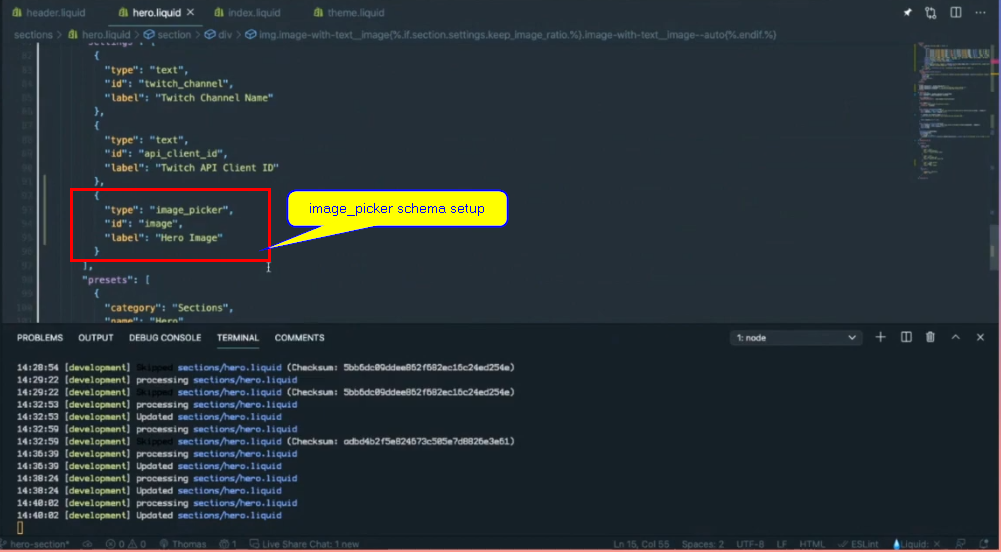 header.liquid hero.liquid index.liquid theme.liquid
sections > hero.liquid > section > div > img.image-with-text__image{%.if.section.settings.keep_image_ratio.%}.image-with-text__image--auto{%.endif.%}
{
"type": "text",
"id": "twitch_channel",
"label": "Twitch Channel Name"
},
{
"type": "text",
"id": "api_client_id",
"label": "Twitch API Client ID"
},
{
"type": "image_picker",
"id": "image",
"label": "Hero Image"
}
],
image_picker schema setup
"presets": [
{
"category": "Sections",
"name": "Hero"
PROBLEMS OUTPUT DEBUG CONSOLE TERMINAL COMMENTS 1: node
14:28:54 [development] Skipped sections/hero.liquid
14:29:22 [development] processing sections/hero.liquid
14:29:22 [development] Skipped sections/hero.liquid
14:32:53 [development] processing sections/hero.liquid
14:32:53 [development] Updated sections/hero.liquid
14:32:59 [development] processing sections/hero.liquid
14:32:59 [development] Skipped sections/hero.liquid
14:36:39 [development] processing sections/hero.liquid
14:36:39 [development] Updated sections/hero.liquid
14:38:24 [development] processing sections/hero.liquid
14:38:24 [development] Updated sections/hero.liquid
14:40:02 [development] processing sections/hero.liquid
14:40:02 [development] Updated sections/hero.liquid
hero-section* 0 0 Thomas 1 Live Share Chat: 1 new Ln 15, Col 55 Spaces: 2 UTF-8 LF HTML ESLint Liquid: